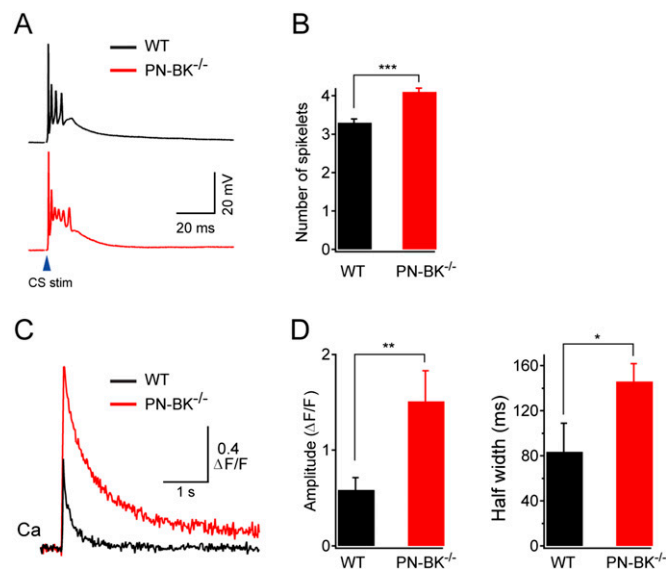 A
WT
PN-BK-/-
20 mV
20 ms
CS stim
B
***
Number of spikelets
4
3
2
1
0
WT
PN-BK-/-
C
WT
PN-BK-/-
0.4
ΔF/F
1 s
Ca
D
**
Amplitude (ΔF/F)
2
1
0
WT
PN-BK-/-
*
Half width (ms)
160
120
80
40
0
WT
PN-BK-/-